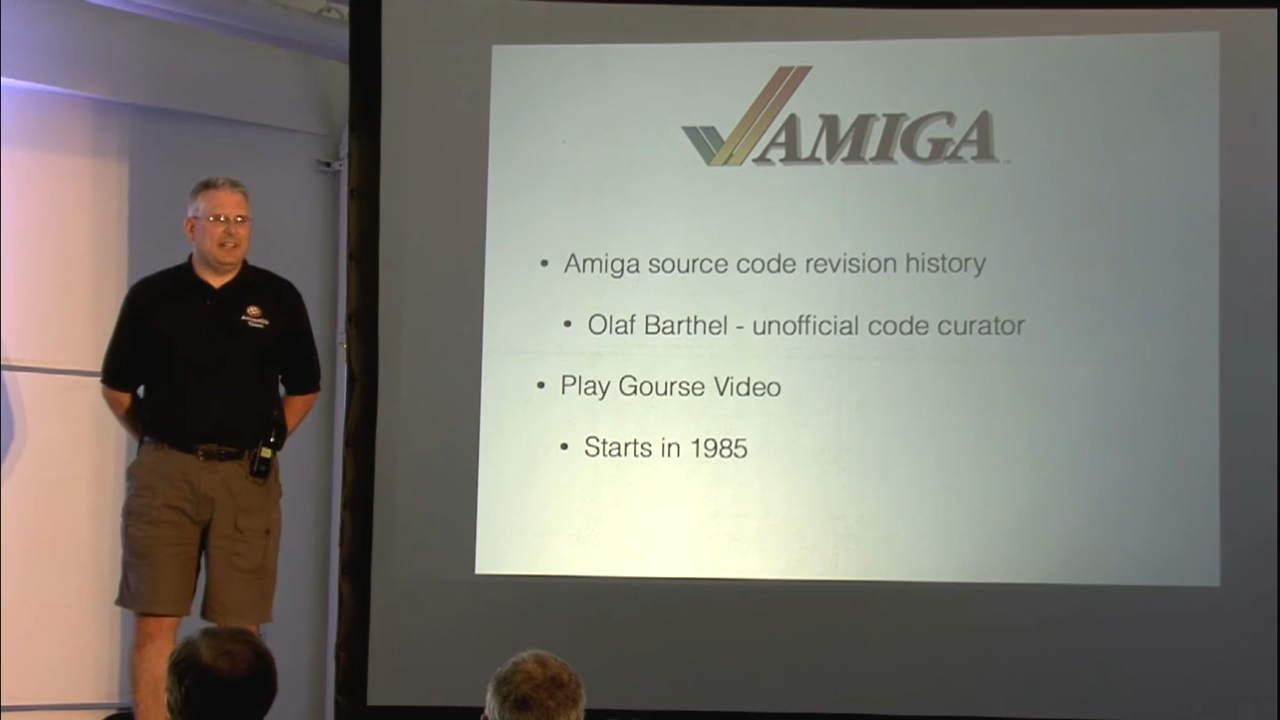 AMIGA
• Amiga source code revision history
• Olaf Barthel - unofficial code curator
• Play Gourse Video
• Starts in 1985